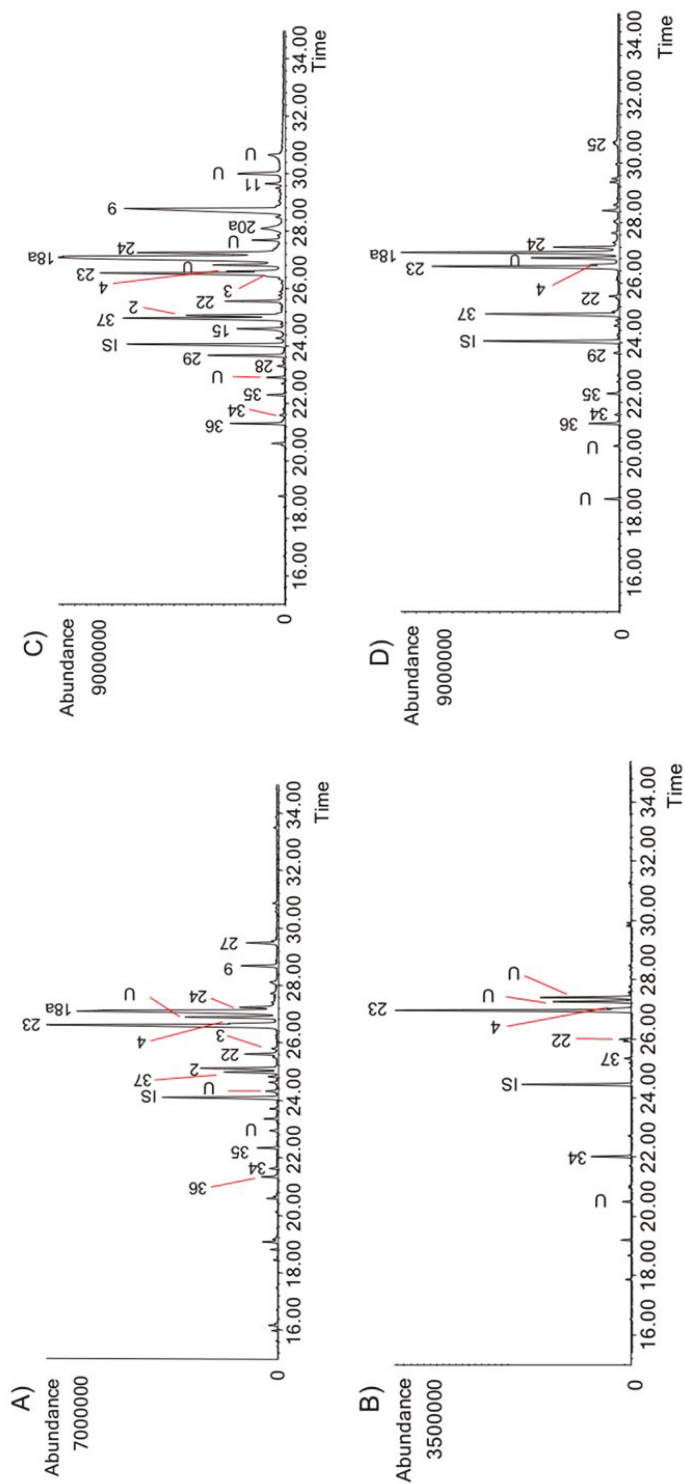 A)
Abundance
7000000
0
36
34
35
U
IS
U
37
2
22
3
4
23
U
18a
24
9
27
16.00 18.00 20.00 22.00 24.00 26.00 28.00 30.00 32.00 34.00
Time
B)
Abundance
3500000
0
U
34
IS
37
22
4
23
U
U
16.00 18.00 20.00 22.00 24.00 26.00 28.00 30.00 32.00 34.00
Time
C)
Abundance
9000000
0
36
34
35
U
28
29
IS
15
37
2
22
3
4
23
U
18a
24
U
20a
9
11
U
U
16.00 18.00 20.00 22.00 24.00 26.00 28.00 30.00 32.00 34.00
Time
D)
Abundance
9000000
0
U
U
36
34
35
29
IS
37
22
4
23
U
18a
24
25
16.00 18.00 20.00 22.00 24.00 26.00 28.00 30.00 32.00 34.00
Time